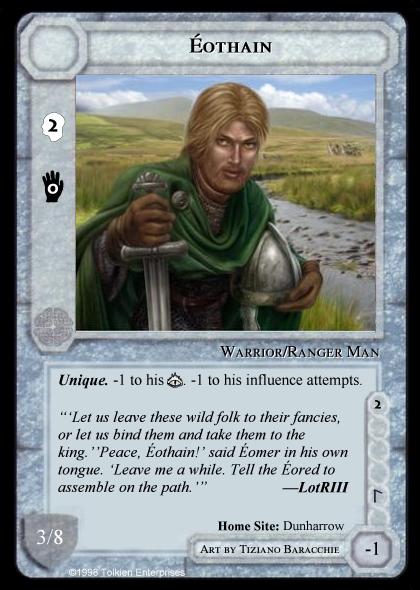 Éothain
2
Warrior/Ranger Man
Unique. -1 to his . -1 to his influence attempts.
“‘Let us leave these wild folk to their fancies,
or let us bind them and take them to the
king.’ ’Peace, Éothain!’ said Éomer in his own
tongue. ‘Leave me a while. Tell the Éored to
assemble on the path.’” —LotRIII
2
Home Site: Dunharrow
3/8
Art by Tiziano Baracchie
-1
©1998 Tolkien Enterprises